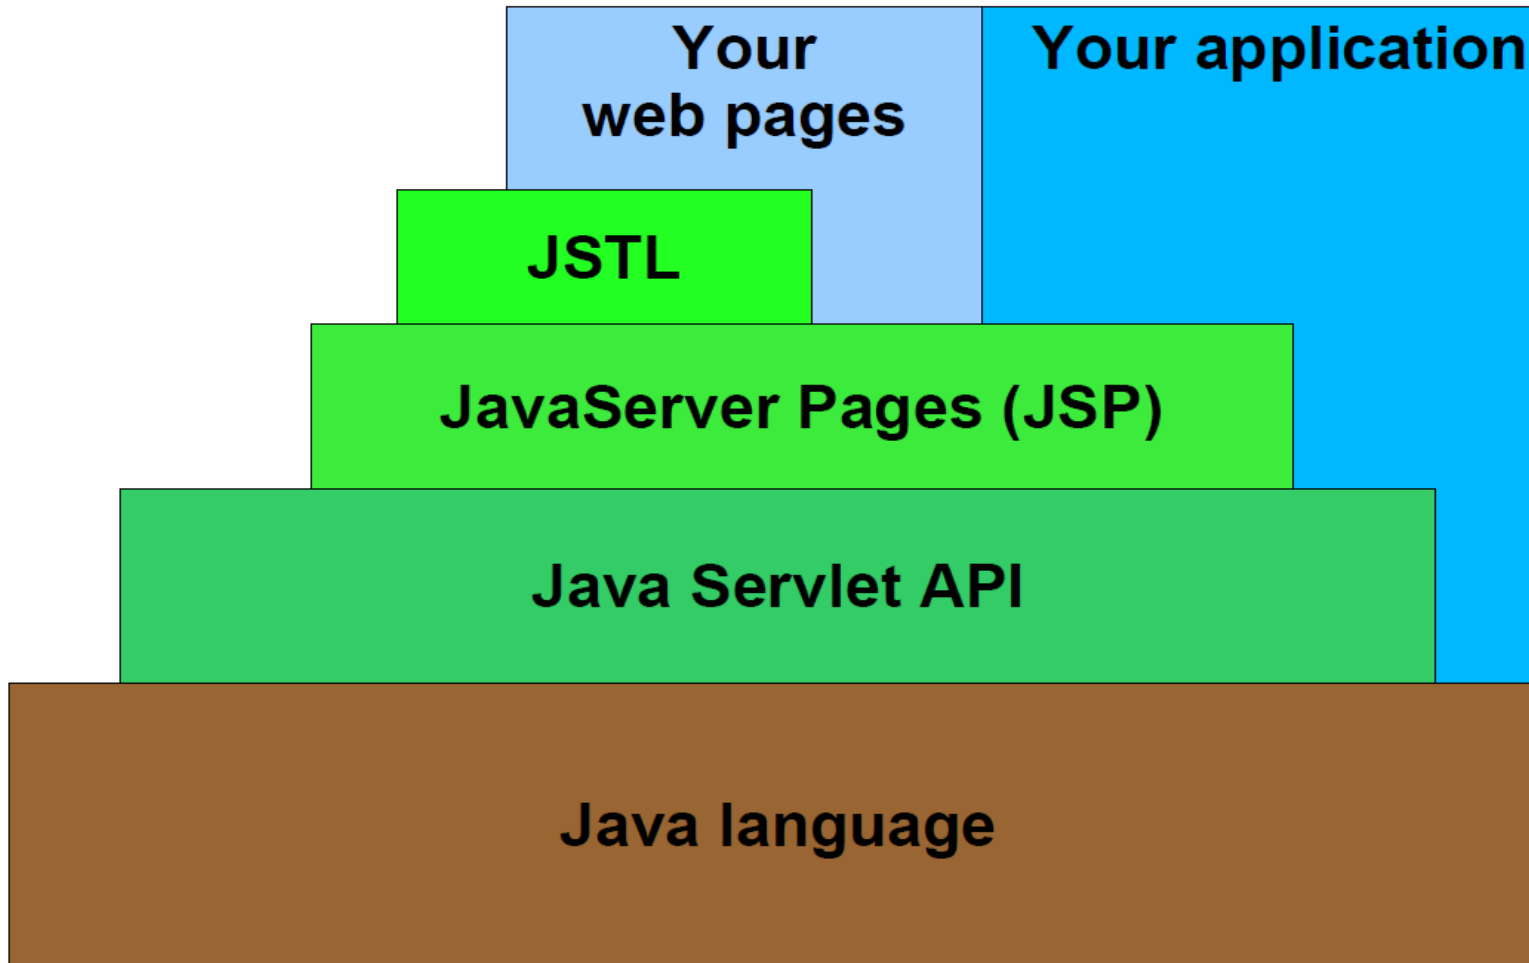 Your
web pages
Your application
JSTL
JavaServer Pages (JSP)
Java Servlet API
Java language